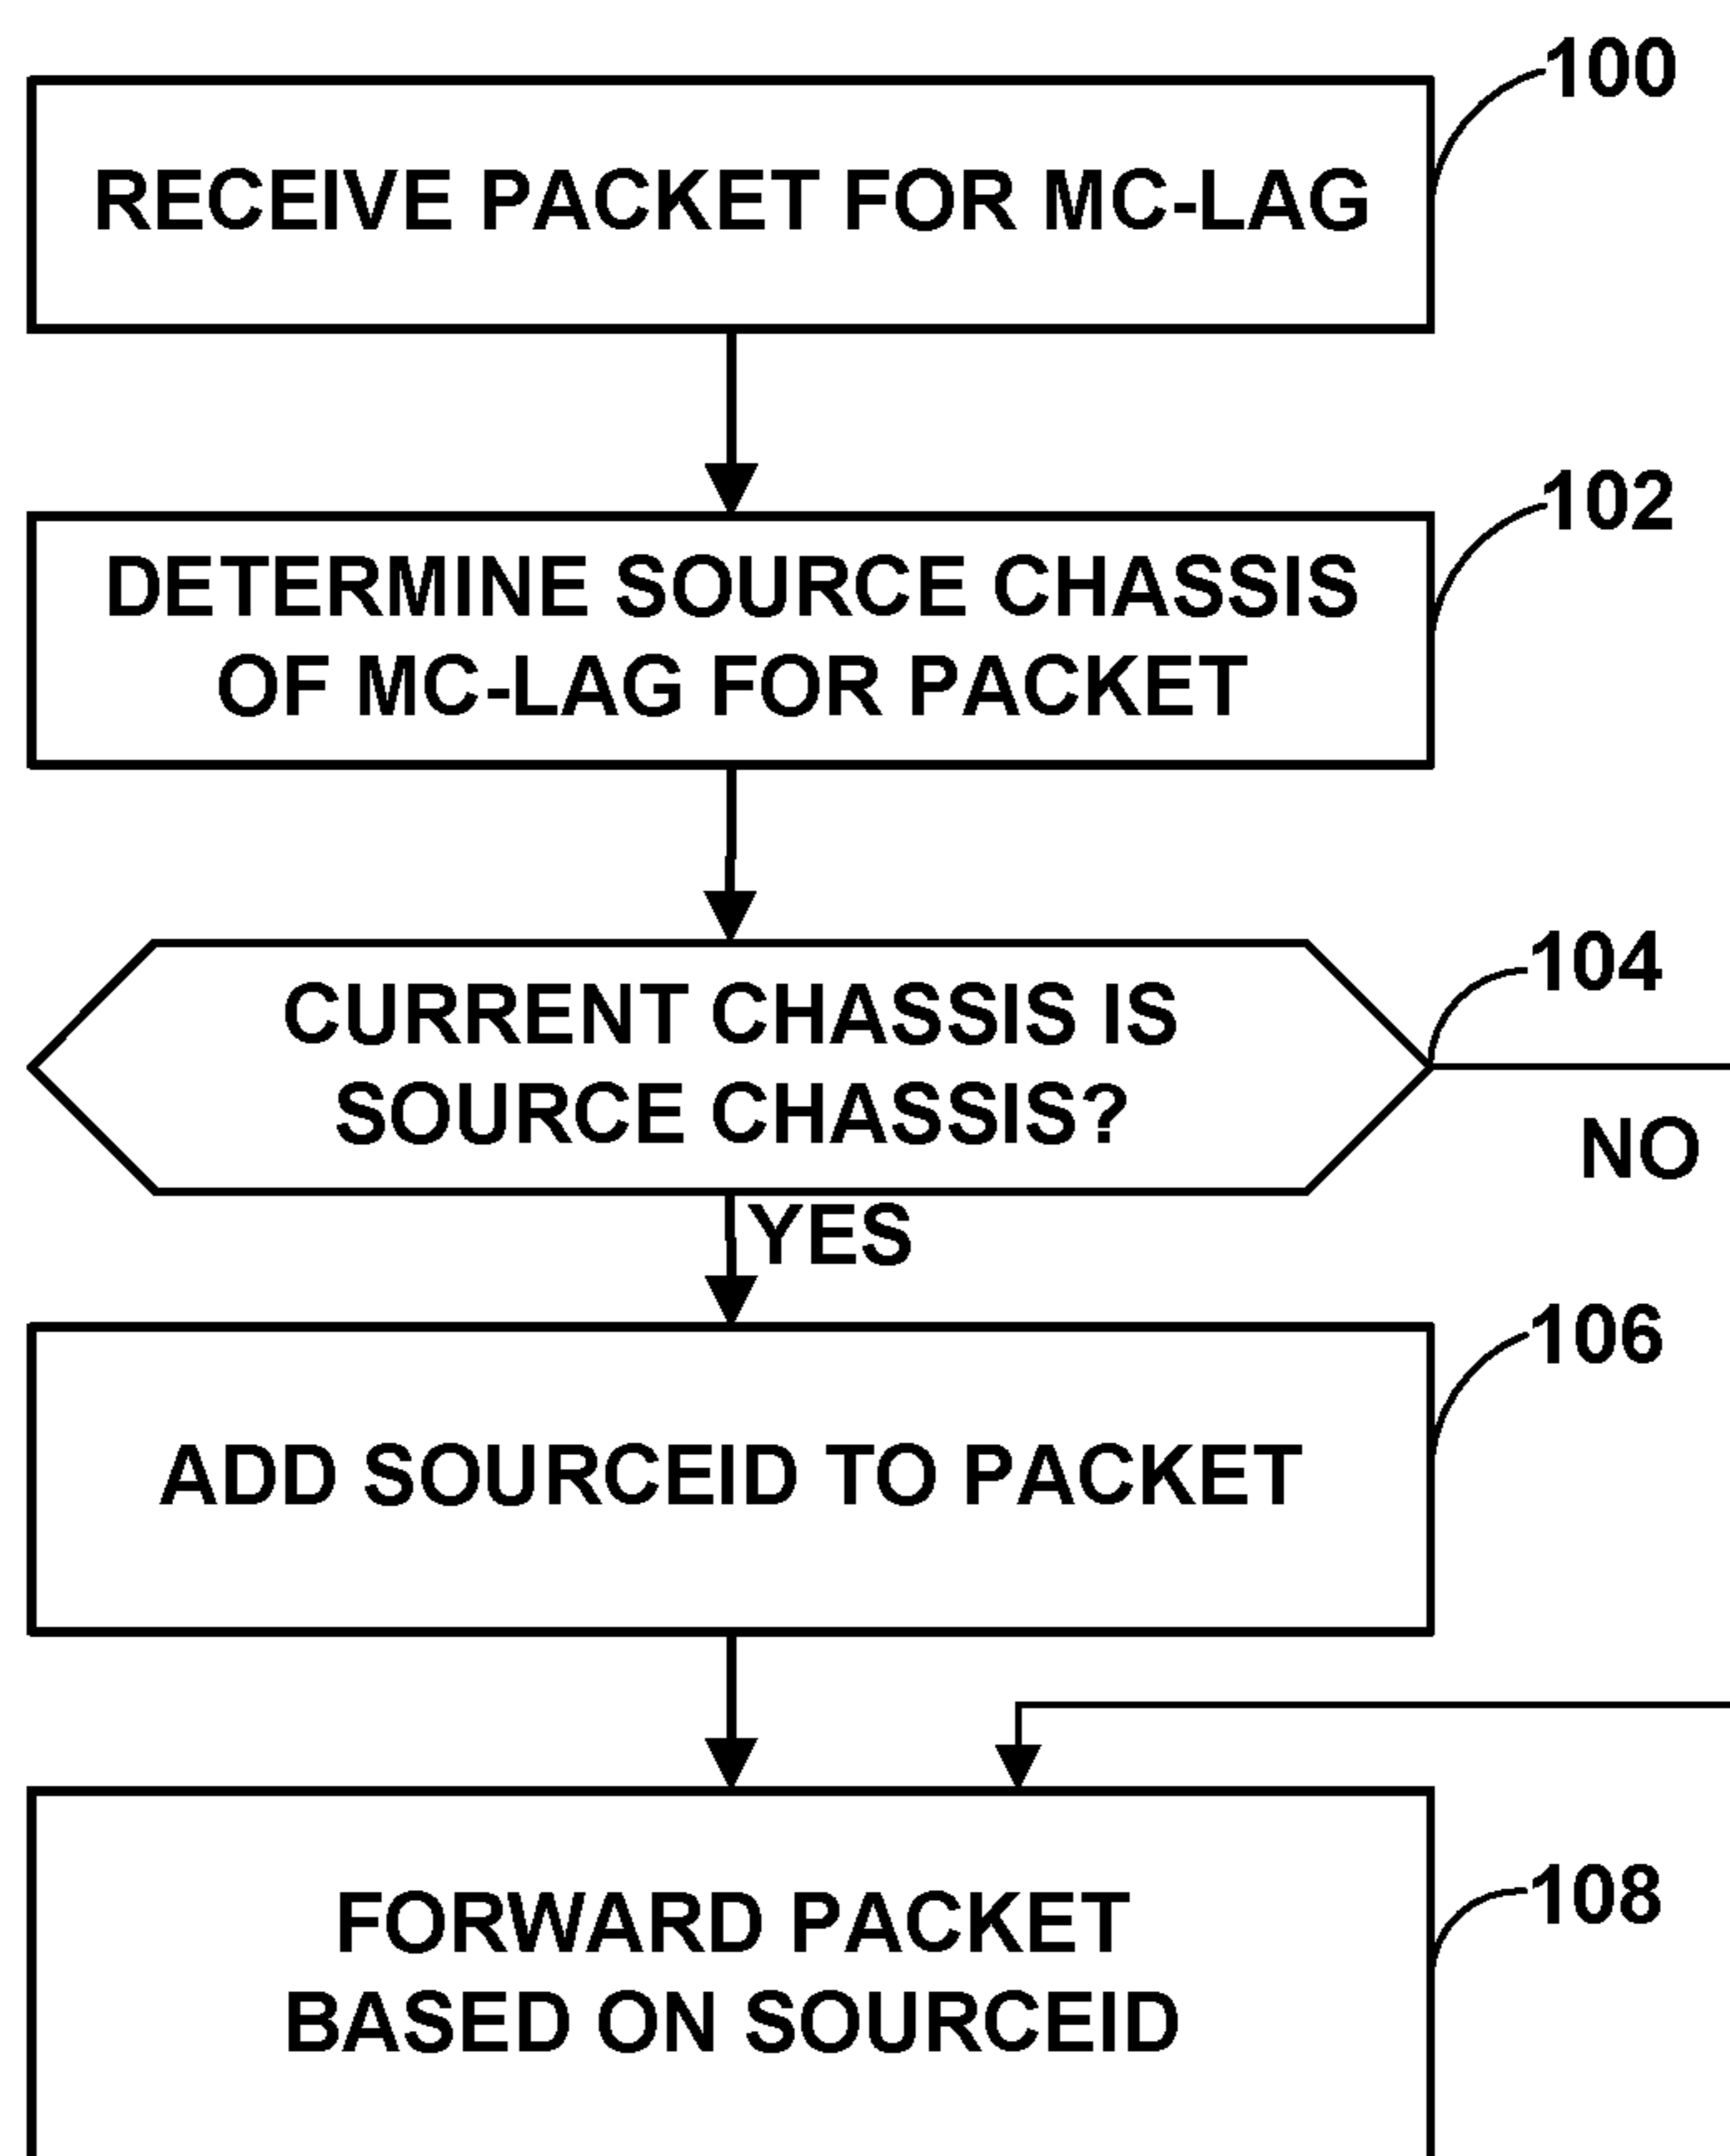 100
RECEIVE PACKET FOR MC-LAG
102
DETERMINE SOURCE CHASSIS
OF MC-LAG FOR PACKET
104
CURRENT CHASSIS IS
SOURCE CHASSIS?
NO
YES
106
ADD SOURCEID TO PACKET
108
FORWARD PACKET
BASED ON SOURCEID